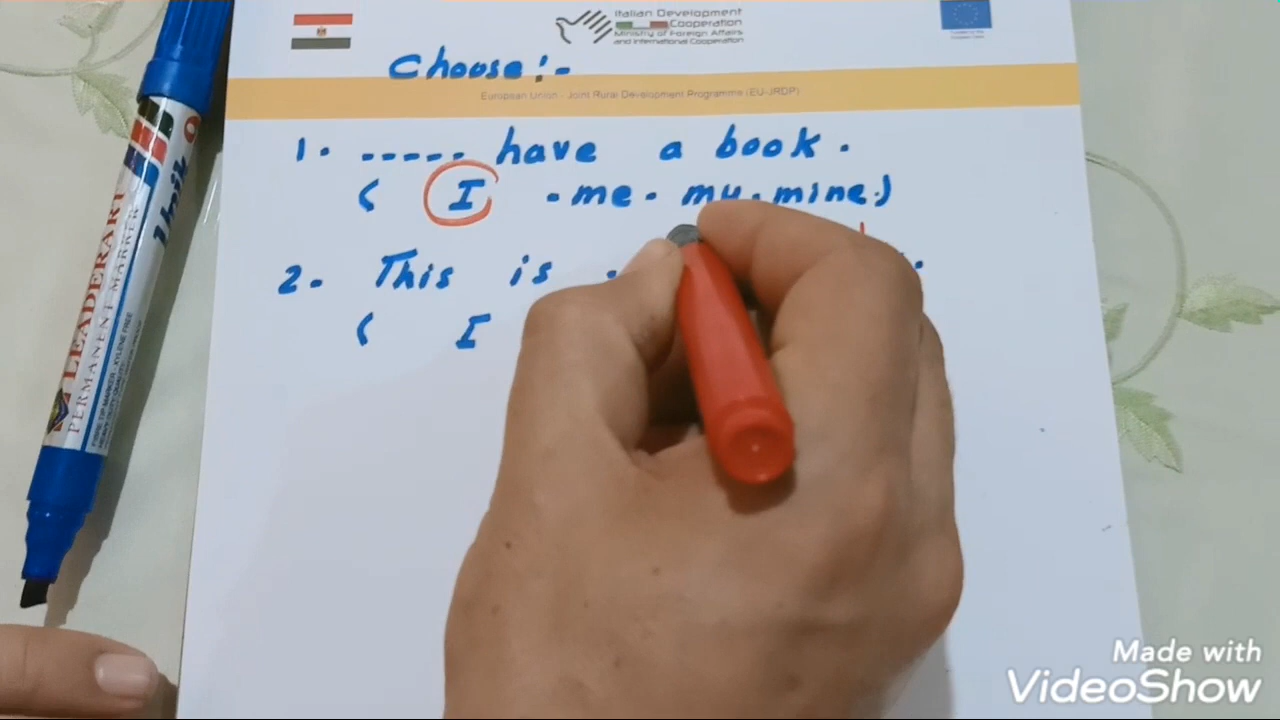 Italian Development
Cooperation
Ministry of Foreign Affairs
and International Cooperation
Choose:-
European Union - Joint Rural Development Programme (EU-JRDP)
1. ..... have a book.
( I - me - my - mine.)
2. This is
( I
LEADERART
PERMANENT MARKER
Made with
VideoShow